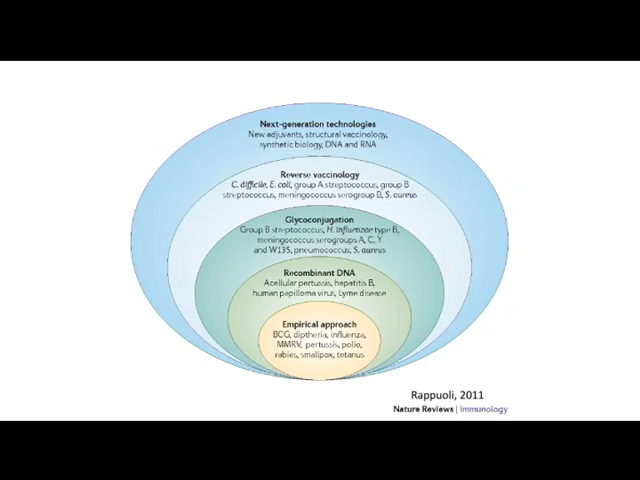 Next-generation technologies
New adjuvants, structural vaccinology,
synthetic biology, DNA and RNA
Reverse vaccinology
C. difficile, E. coli, group A streptococcus, group B
streptococcus, meningococcus serogroup B, S. aureus
Glycoconjugation
Group B streptococcus, H. influenzae type B,
meningococcus serogroups A, C, Y
and W135, pneumococcus, S. aureus
Recombinant DNA
Acellular pertussis, hepatitis B,
human papilloma virus, Lyme disease
Empirical approach
BCG, diptheria, influenza,
MMRV, pertussis, polio,
rabies, smallpox, tetanus
Rappuoli, 2011
Nature Reviews | Immunology